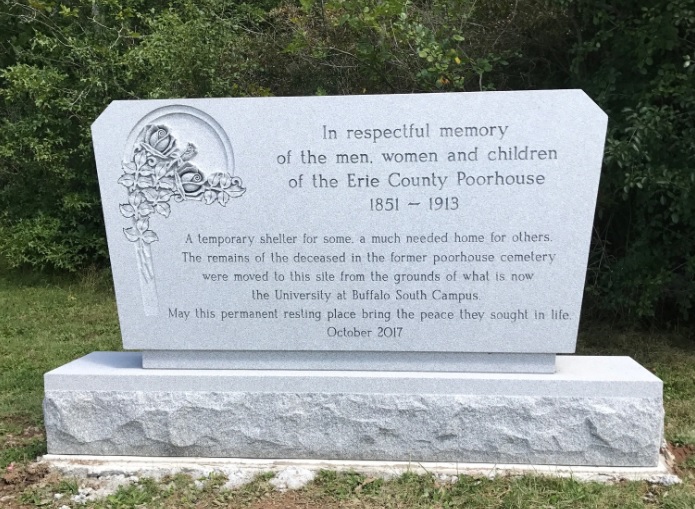 In respectful memory
of the men, women and children
of the Erie County Poorhouse
1851 ~ 1913
A temporary shelter for some, a much needed home for others.
The remains of the deceased in the former poorhouse cemetery
were moved to this site from the grounds of what is now
the University at Buffalo South Campus.
May this permanent resting place bring the peace they sought in life.
October 2017